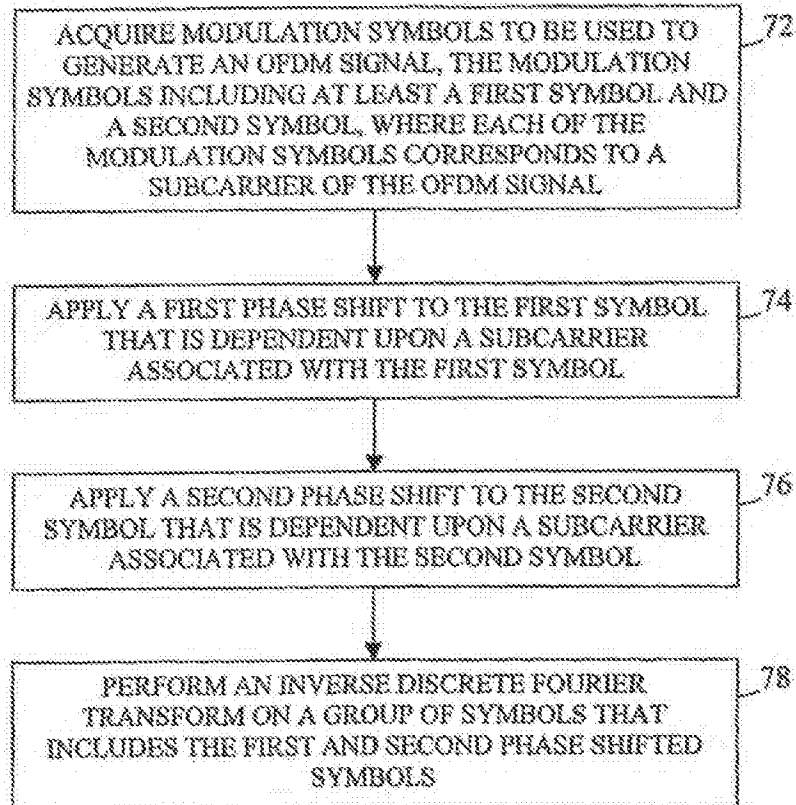 ACQUIRE MODULATION SYMBOLS TO BE USED TO
GENERATE AN OFDM SIGNAL, THE MODULATION
SYMBOLS INCLUDING AT LEAST A FIRST SYMBOL AND
A SECOND SYMBOL, WHERE EACH OF THE
MODULATION SYMBOLS CORRESPONDS TO A
SUBCARRIER OF THE OFDM SIGNAL
72
APPLY A FIRST PHASE SHIFT TO THE FIRST SYMBOL
THAT IS DEPENDENT UPON A SUBCARRIER
ASSOCIATED WITH THE FIRST SYMBOL
74
APPLY A SECOND PHASE SHIFT TO THE SECOND
SYMBOL THAT IS DEPENDENT UPON A SUBCARRIER
ASSOCIATED WITH THE SECOND SYMBOL
76
PERFORM AN INVERSE DISCRETE FOURIER
TRANSFORM ON A GROUP OF SYMBOLS THAT
INCLUDES THE FIRST AND SECOND PHASE SHIFTED
SYMBOLS
78